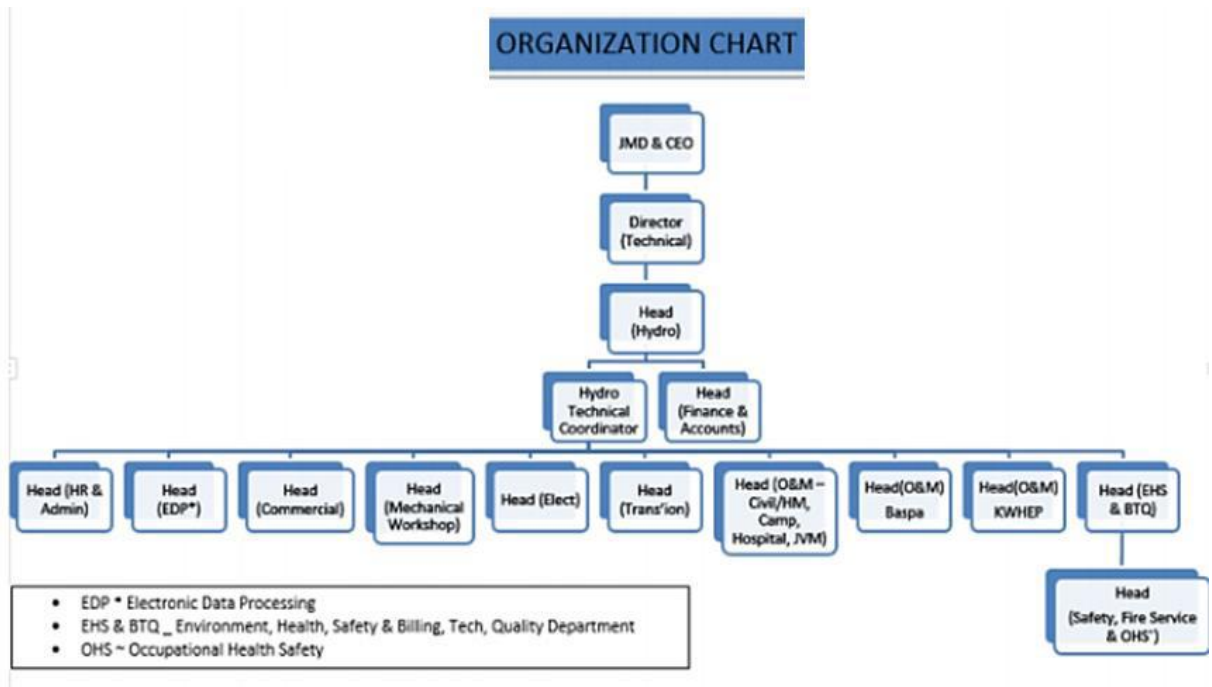 ORGANIZATION CHART
JMD & CEO
Director
(Technical)
Head
(Hydro)
Hydro
Technical
Coordinator
Head
(Finance &
Accounts)
Head (HR &
Admin)
Head
(EDP*)
Head
(Commercial)
Head
(Mechanical
Workshop)
Head (Elect)
Head
(Trans'ion)
Head (O&M –
Civil/HM,
Camp,
Hospital, JVM)
Head(O&M)
Baspa
Head(O&M)
KWHEP
Head (EHS
& BTQ)
Head
(Safety, Fire Service
& OHS~)
• EDP * Electronic Data Processing
• EHS & BTQ _ Environment, Health, Safety & Billing, Tech, Quality Department
• OHS ~ Occupational Health Safety